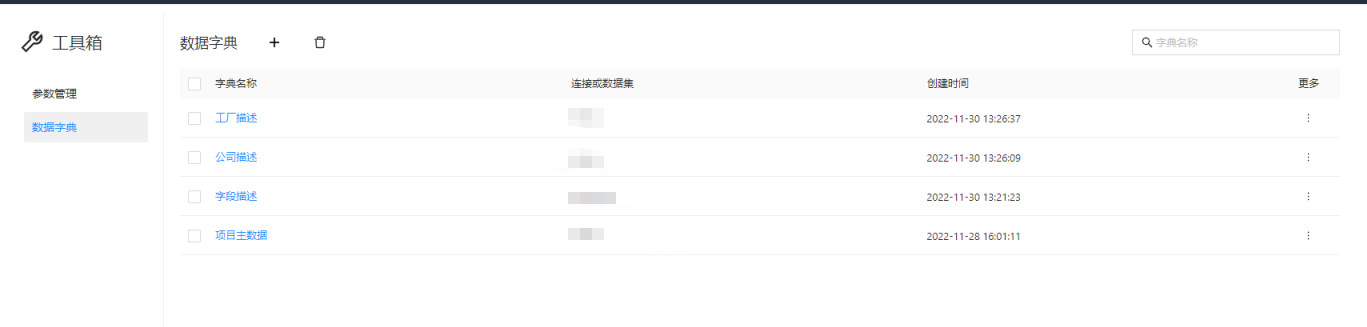 工具箱
参数管理
数据字典
数据字典
字典名称
字典名称 连接或数据集 创建时间 更多
工厂描述 2022-11-30 13:26:37
公司描述 2022-11-30 13:26:09
字段描述 2022-11-30 13:21:23
项目主数据 2022-11-28 16:01:11